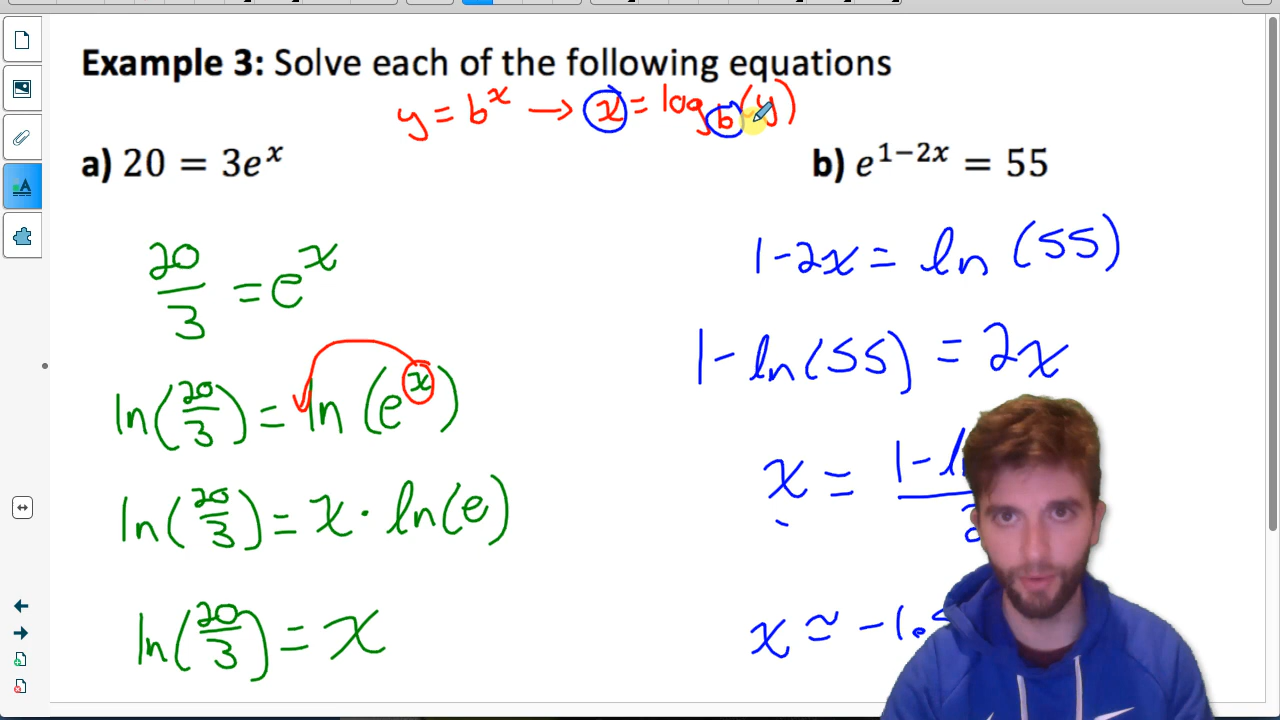 Example 3: Solve each of the following equations
y = b^x → x = log_b(y)
a) 20 = 3e^x
20/3 = e^x
ln(20/3) = ln(e^x)
ln(20/3) = x · ln(e)
ln(20/3) = x
b) e^{1−2x} = 55
1 - 2x = ln(55)
1 - ln(55) = 2x
x = 1 - l
x ≃ -1.